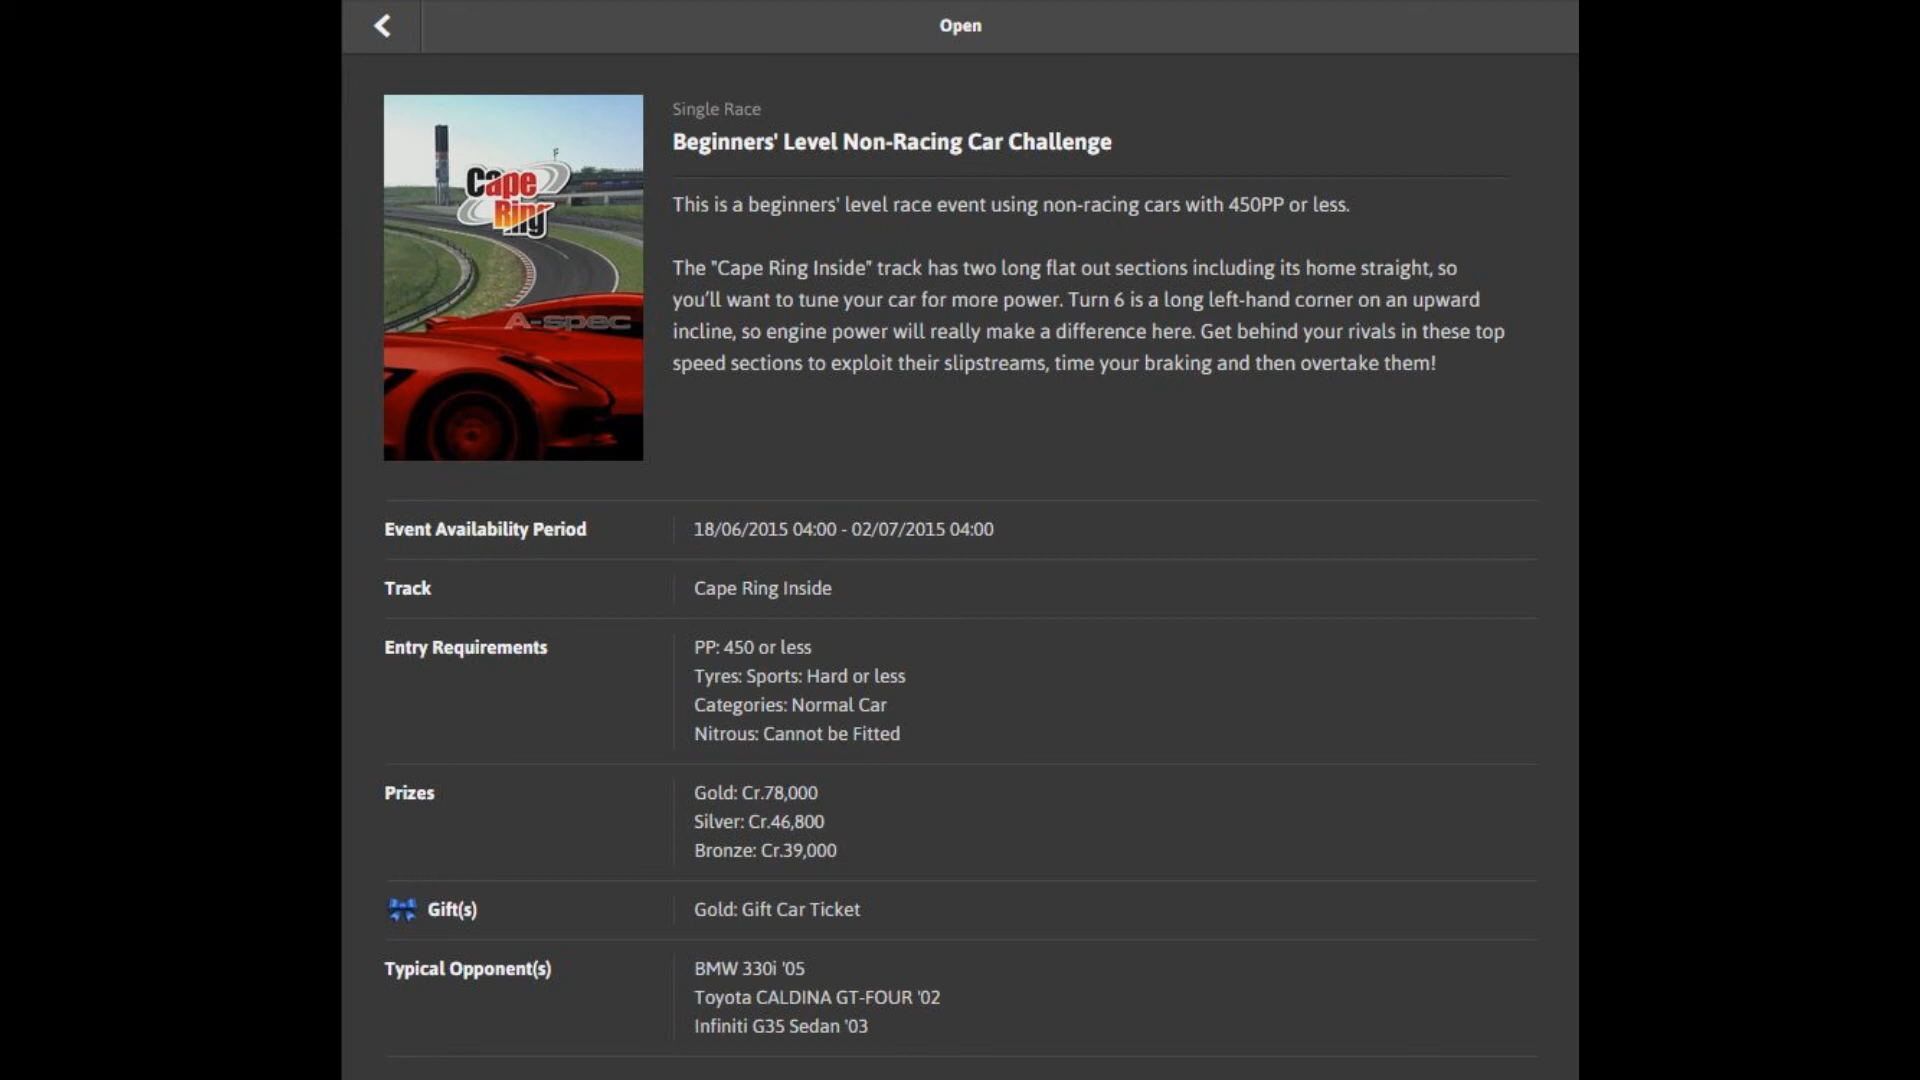 Open
Cape
Ring
A-spec
Single Race
Beginners' Level Non-Racing Car Challenge
This is a beginners' level race event using non-racing cars with 450PP or less.
The "Cape Ring Inside" track has two long flat out sections including its home straight, so
you'll want to tune your car for more power. Turn 6 is a long left-hand corner on an upward
incline, so engine power will really make a difference here. Get behind your rivals in these top
speed sections to exploit their slipstreams, time your braking and then overtake them!
Event Availability Period 18/06/2015 04:00 - 02/07/2015 04:00
Track Cape Ring Inside
Entry Requirements PP: 450 or less
Tyres: Sports: Hard or less
Categories: Normal Car
Nitrous: Cannot be Fitted
Prizes Gold: Cr.78,000
Silver: Cr.46,800
Bronze: Cr.39,000
Gift(s) Gold: Gift Car Ticket
Typical Opponent(s) BMW 330i '05
Toyota CALDINA GT-FOUR '02
Infiniti G35 Sedan '03